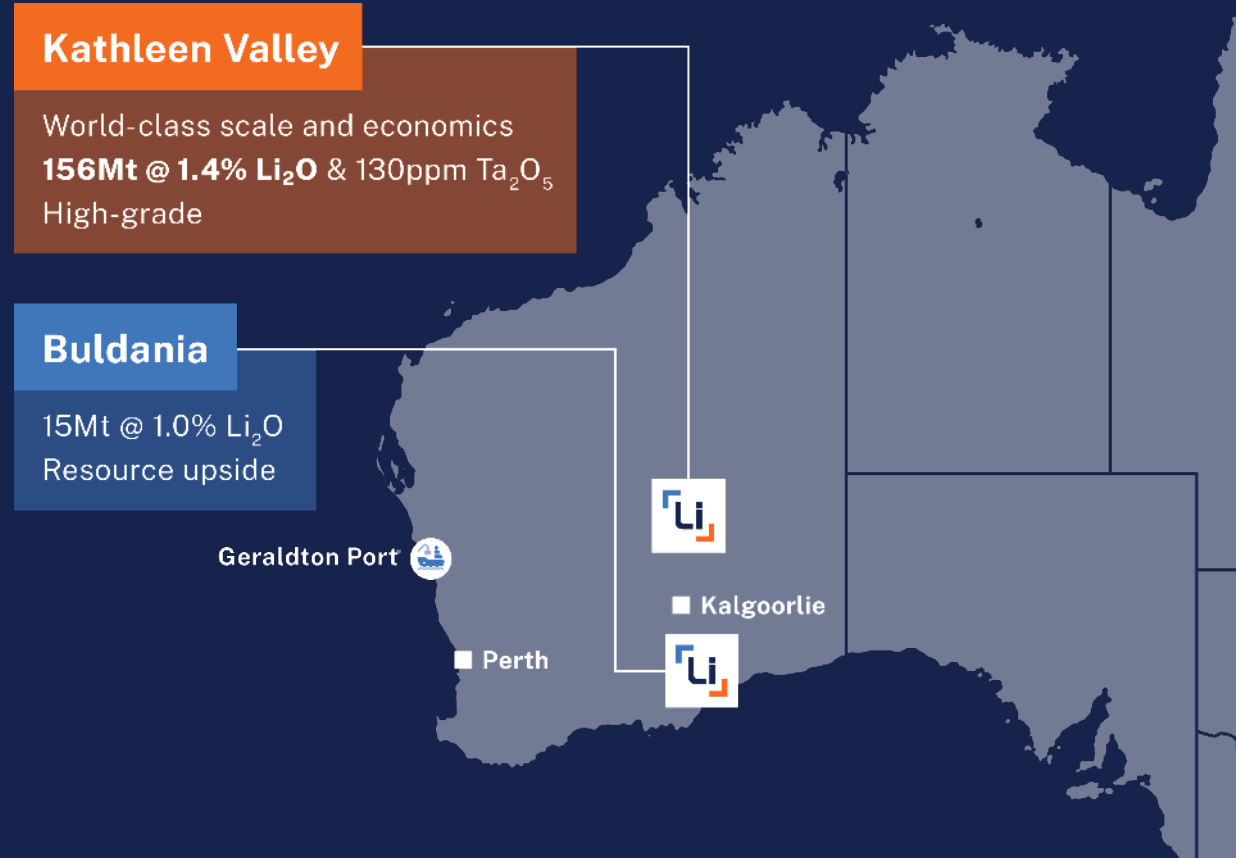 Kathleen Valley
World-class scale and economics
156Mt @ 1.4% Li₂O & 130ppm Ta₂O₅
High-grade
Buldania
15Mt @ 1.0% Li₂O
Resource upside
Li
Geraldton Port
Kalgoorlie
Perth
Li